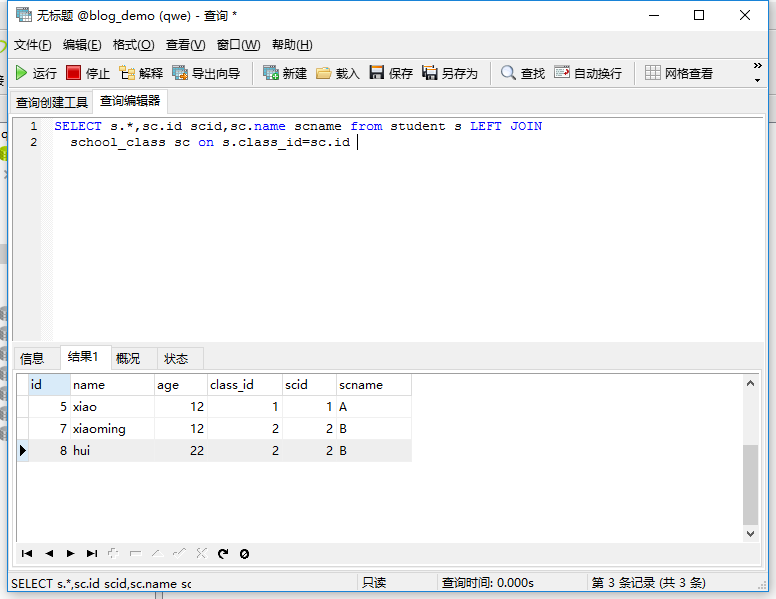 无标题 @blog_demo (qwe) - 查询 *
文件(F) 编辑(E) 格式(O) 查看(V) 窗口(W) 帮助(H)
运行 停止 解释 导出向导 新建 载入 保存 另存为 查找 自动换行 网格查看 »
查询创建工具 查询编辑器
1 SELECT s.*,sc.id scid,sc.name scname from student s LEFT JOIN
2 school_class sc on s.class_id=sc.id
信息 结果1 概况 状态
id name age class_id scid scname
5 xiao 12 1 1 A
7 xiaoming 12 2 2 B
8 hui 22 2 2 B
SELECT s.*,sc.id scid,sc.name sc 只读 查询时间: 0.000s 第 3 条记录 (共 3 条)